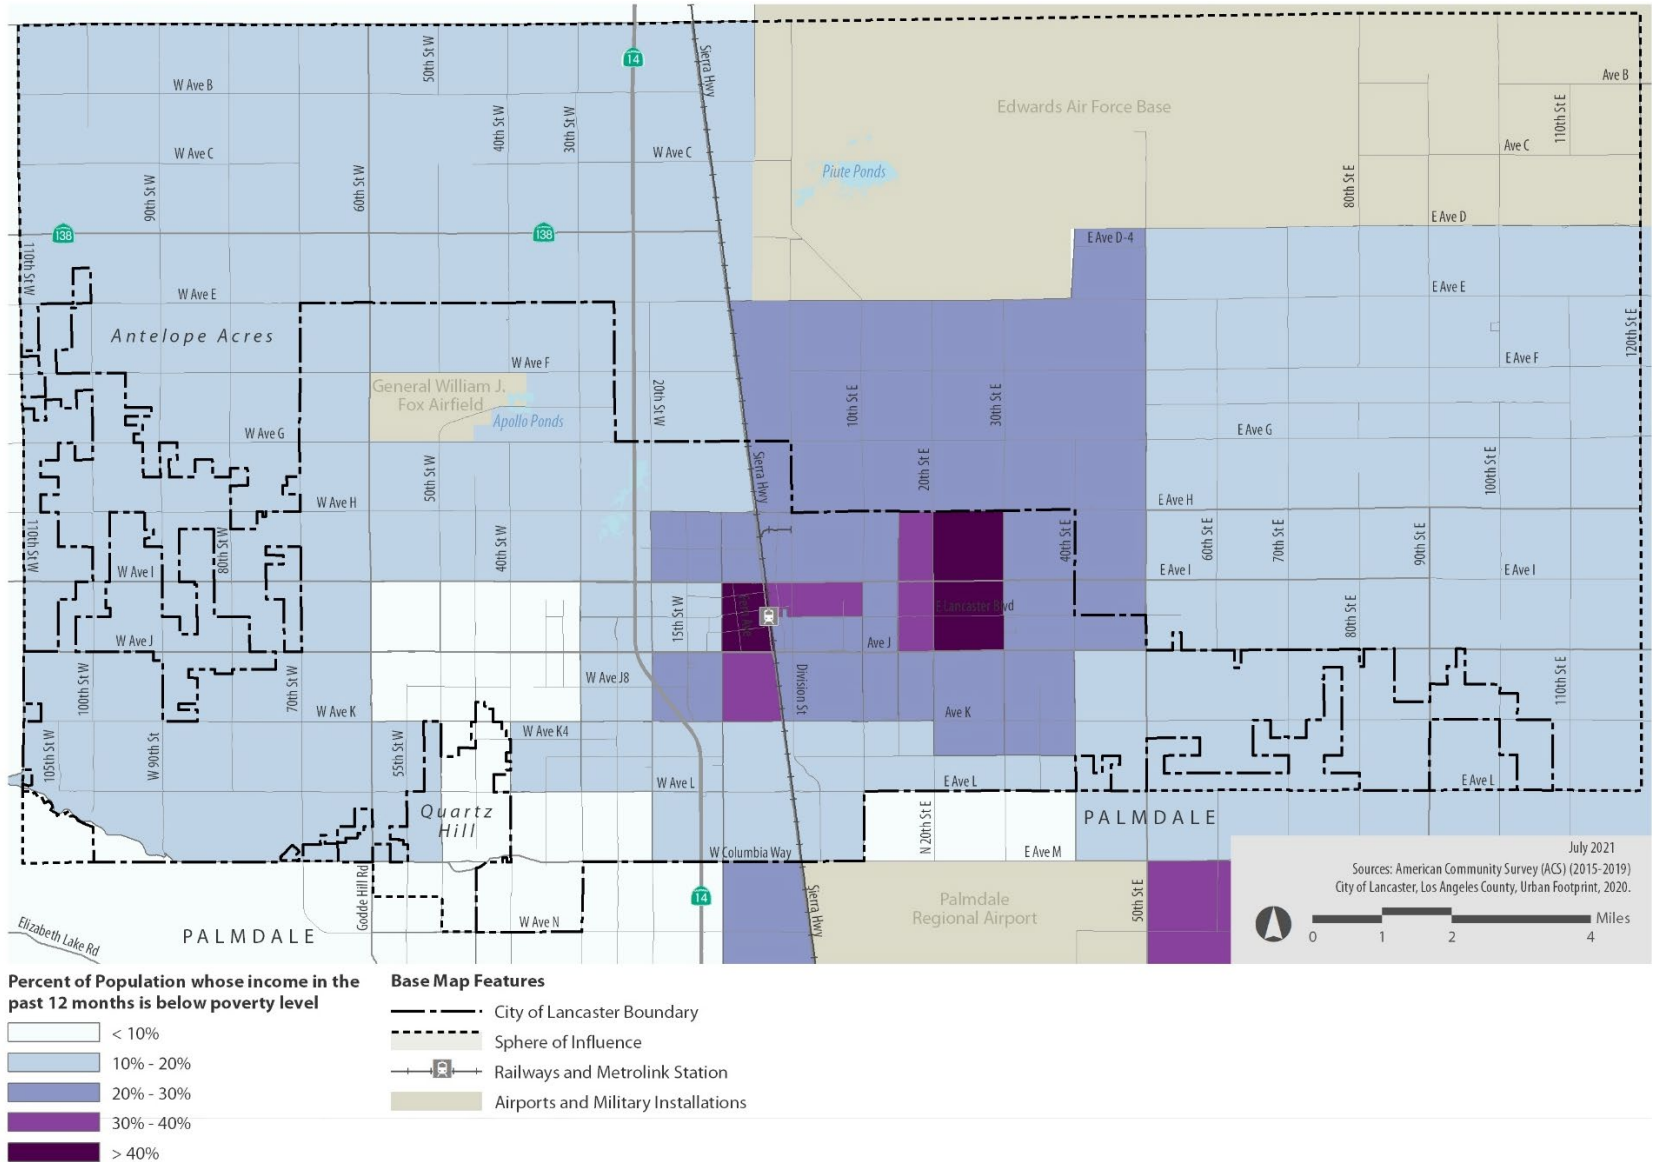 14
Sierra Hwy
50th St W
W Ave B
Ave B
Edwards Air Force Base
40th St W
30th St W
110th St E
W Ave C
W Ave C
Ave C
Piute Ponds
90th St W
60th St W
80th St E
138
138
E Ave D
E Ave D-4
110th St W
W Ave E
E Ave E
Antelope Acres
120th St E
W Ave F
E Ave F
General William J.
Fox Airfield
20th St W
10th St E
30th St E
Apollo Ponds
W Ave G
E Ave G
50th St W
Sierra Hwy
20th St E
100th St E
W Ave H
E Ave H
110th St W
80th St W
40th St W
40th St E
60th St E
70th St E
90th St E
W Ave I
E Ave I
E Ave I
15th St W
E Lancaster Blvd
80th St E
W Ave J
Ave J
100th St W
70th St W
W Ave J8
Division St
110th St E
W Ave K
Ave K
W Ave K4
105th St W
W 90th St
55th St W
W Ave L
E Ave L
E Ave L
Quartz
Hill
N 20th St E
PALMDALE
W Columbia Way
E Ave M
July 2021
Sources: American Community Survey (ACS) (2015-2019)
City of Lancaster, Los Angeles County, Urban Footprint, 2020.
Godde Hill Rd
14
Sierra Hwy
Palmdale
Regional Airport
50th St E
Miles
0 1 2 4
W Ave N
Elizabeth Lake Rd
PALMDALE
Percent of Population whose income in the
past 12 months is below poverty level
< 10%
10% - 20%
20% - 30%
30% - 40%
> 40%
Base Map Features
City of Lancaster Boundary
Sphere of Influence
Railways and Metrolink Station
Airports and Military Installations